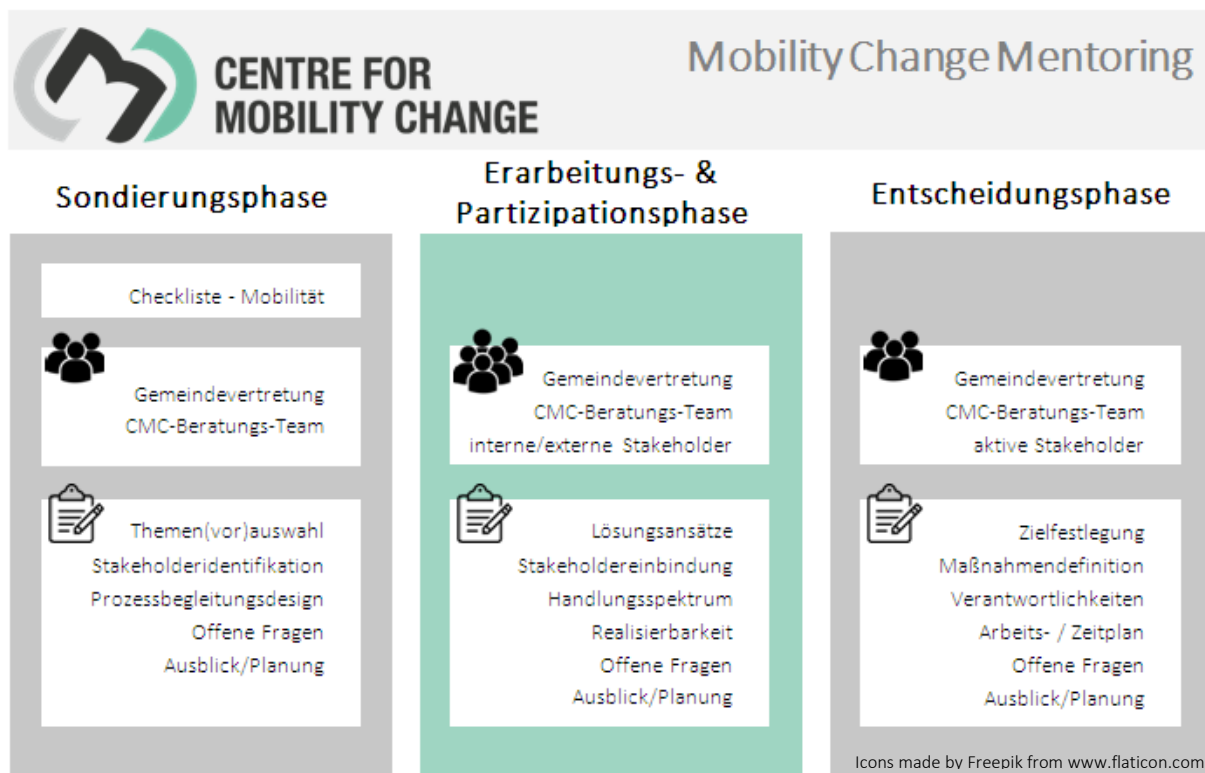 CENTRE FOR
MOBILITY CHANGE
Mobility Change Mentoring
Sondierungsphase
Checkliste - Mobilität
Gemeindevertretung
CMC-Beratungs-Team
Themen(vor)auswahl
Stakeholderidentifikation
Prozessbegleitungsdesign
Offene Fragen
Ausblick/Planung
Erarbeitungs- &
Partizipationsphase
Gemeindevertretung
CMC-Beratungs-Team
interne/externe Stakeholder
Lösungsansätze
Stakeholdereinbindung
Handlungsspektrum
Realisierbarkeit
Offene Fragen
Ausblick/Planung
Entscheidungsphase
Gemeindevertretung
CMC-Beratungs-Team
aktive Stakeholder
Zielfestlegung
Maßnahmendefinition
Verantwortlichkeiten
Arbeits- / Zeitplan
Offene Fragen
Ausblick/Planung
Icons made by Freepik from www.flaticon.com